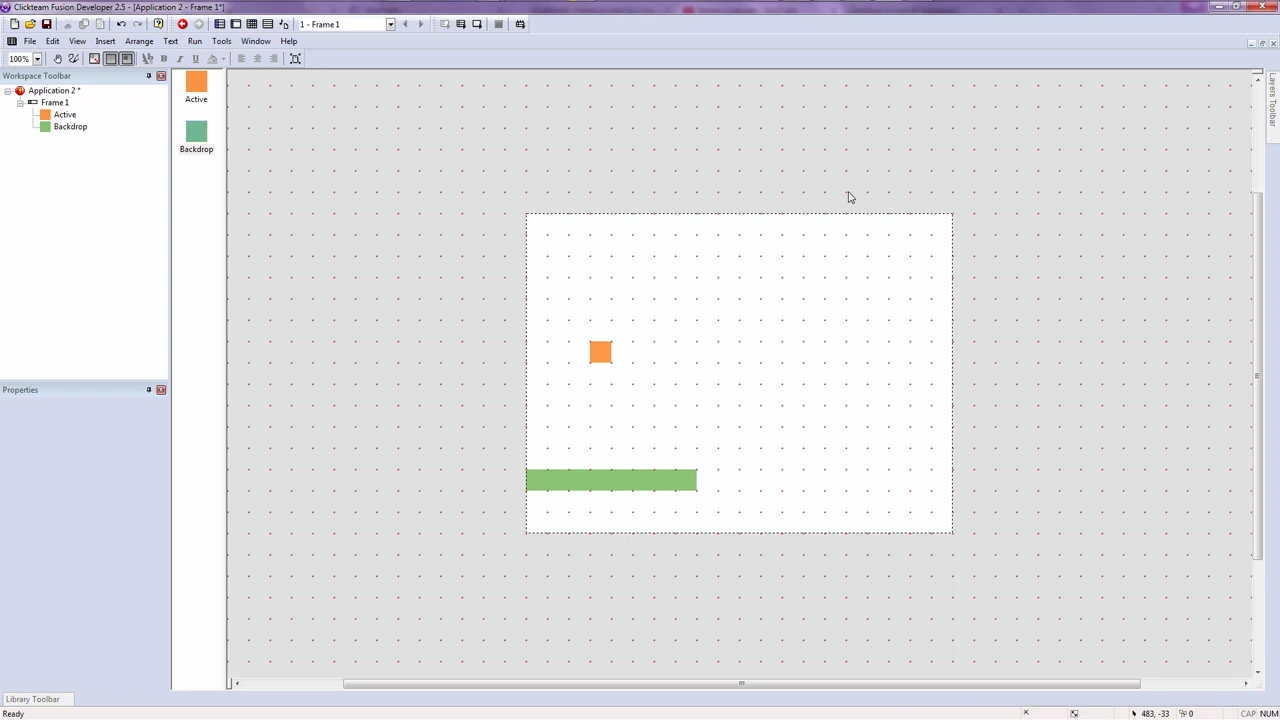 Clickteam Fusion Developer 2.5 - [Application 2 - Frame 1*]
1 - Frame 1
File Edit View Insert Arrange Text Run Tools Window Help
100% B I U
Workspace Toolbar
Application 2 *
Frame 1
Active
Backdrop
Active
Backdrop
Layers Toolbar
Properties
Library Toolbar
Ready 483, -33 0 CAP NUM